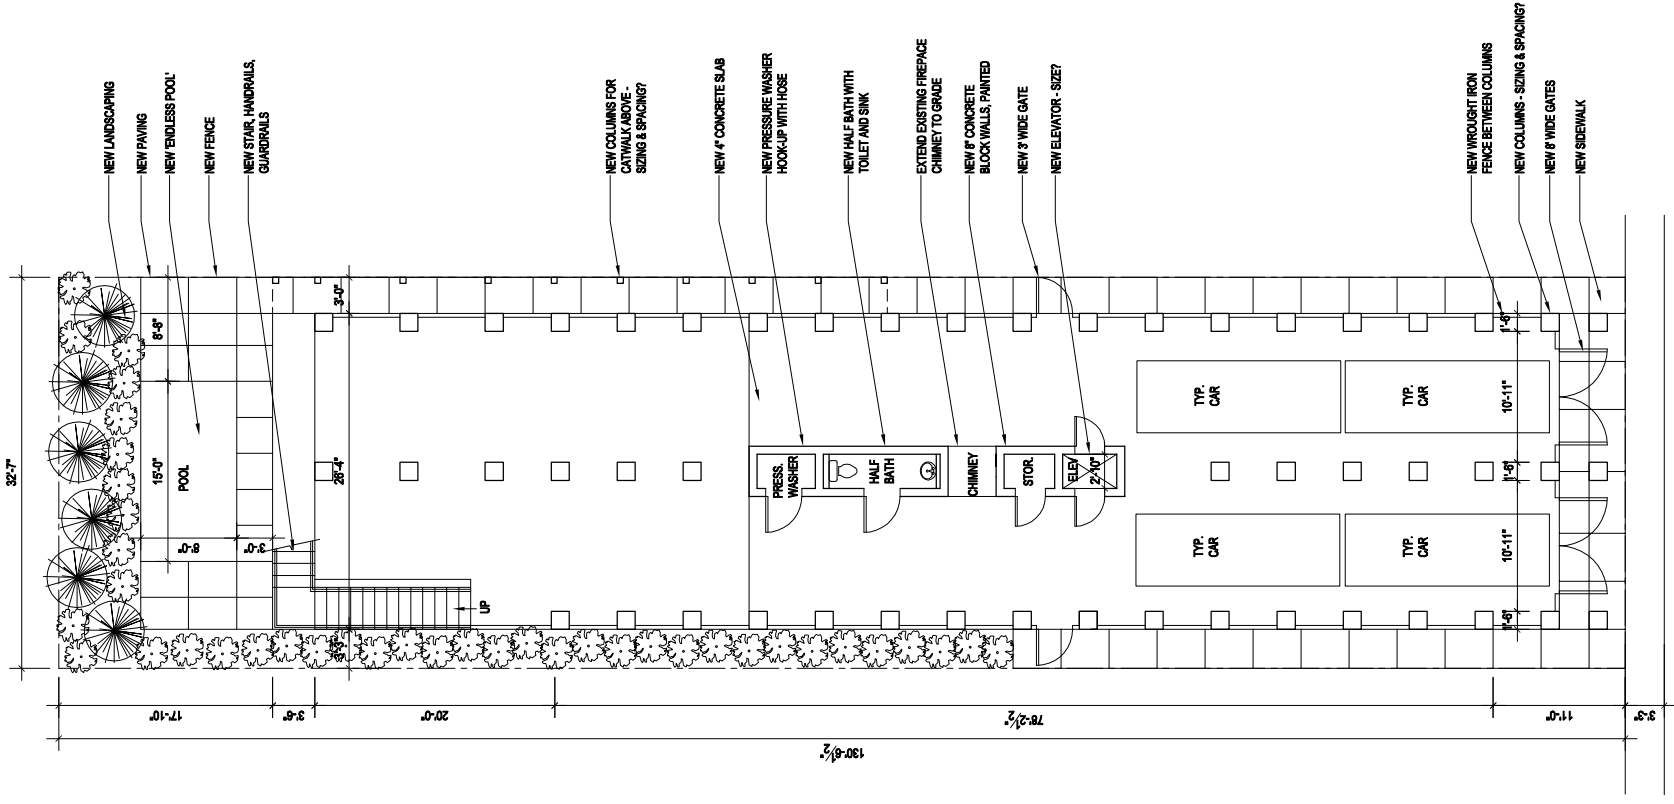 NEW LANDSCAPING
NEW PAVING
NEW 'ENDLESS POOL'
NEW FENCE
NEW STAIR, HANDRAILS,
GUARDRAILS
NEW COLUMNS FOR
CATWALK ABOVE -
SIZING & SPACING?
NEW 4" CONCRETE SLAB
NEW PRESSURE WASHER
HOOK-UP WITH HOSE
NEW HALF BATH WITH
TOILET AND SINK
EXTEND EXISTING FIREPACE
CHIMNEY TO GRADE
NEW 8" CONCRETE
BLOCK WALLS, PAINTED
NEW 3' WIDE GATE
NEW ELEVATOR - SIZE?
NEW WROUGHT IRON
FENCE BETWEEN COLUMNS
NEW COLUMNS - SIZING & SPACING?
NEW 8' WIDE GATES
NEW SIDEWALK
32'-7"
8'-8"
15'-0"
POOL
8'-0"
3'-0"
3'-0"
26'-4"
3'-3"
UP
PRESS.
WASHER
HALF
BATH
CHIMNEY
STOR.
ELEV
2'-10"
TYP.
CAR
TYP.
CAR
TYP.
CAR
TYP.
CAR
1'-6"
10'-11"
1'-6"
10'-11"
1'-6"
17'-10"
3'-6"
20'-0"
78'-2½"
11'-0"
3'-3"
130'-6½"